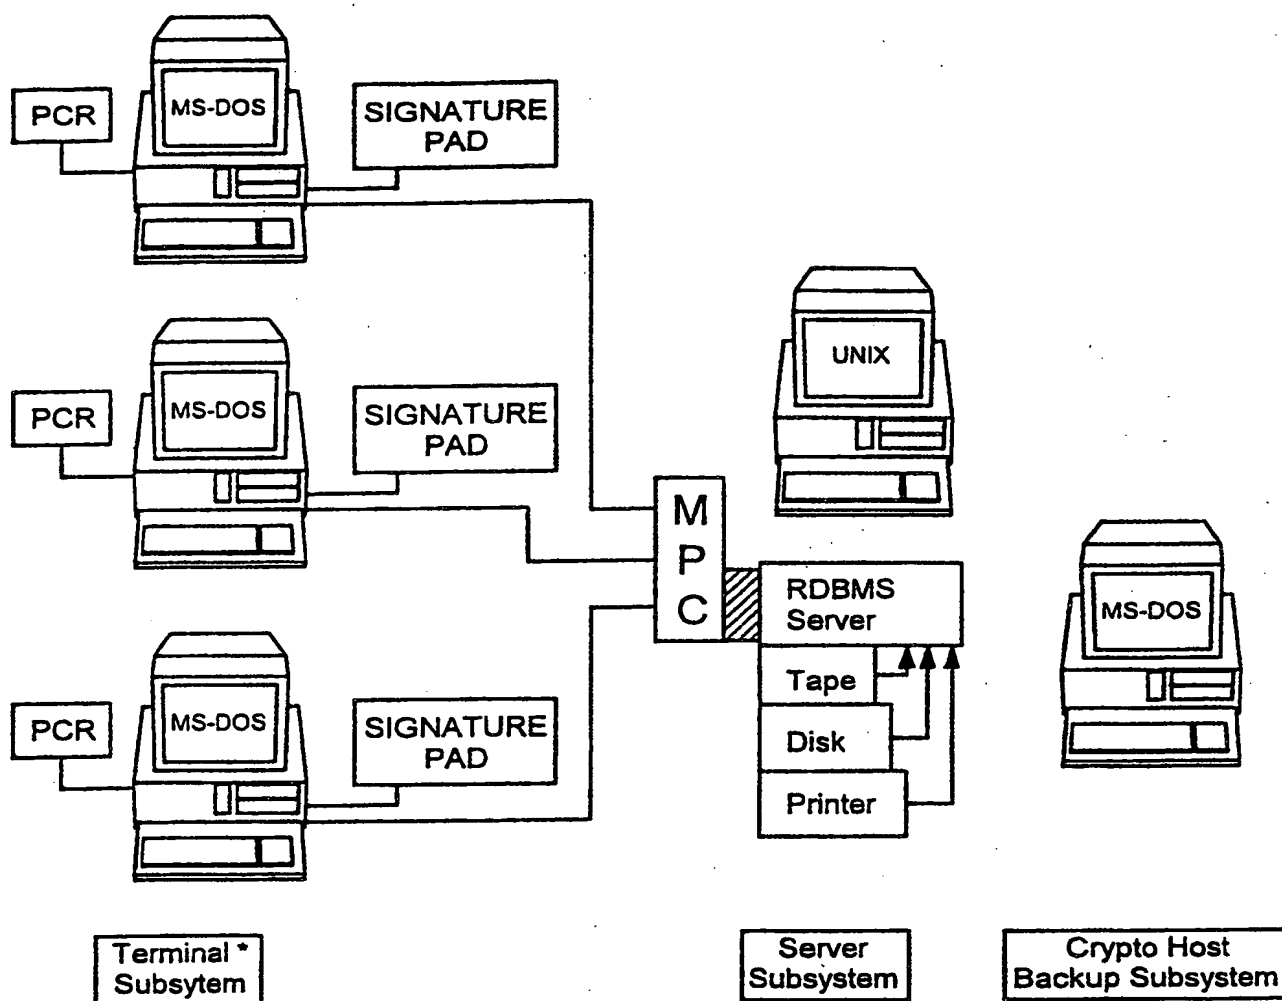 PCR
MS-DOS
SIGNATURE
PAD
PCR
MS-DOS
SIGNATURE
PAD
PCR
MS-DOS
SIGNATURE
PAD
M
P
C
UNIX
RDBMS
Server
Tape
Disk
Printer
MS-DOS
Terminal *
Subsytem
Server
Subsystem
Crypto Host
Backup Subsystem